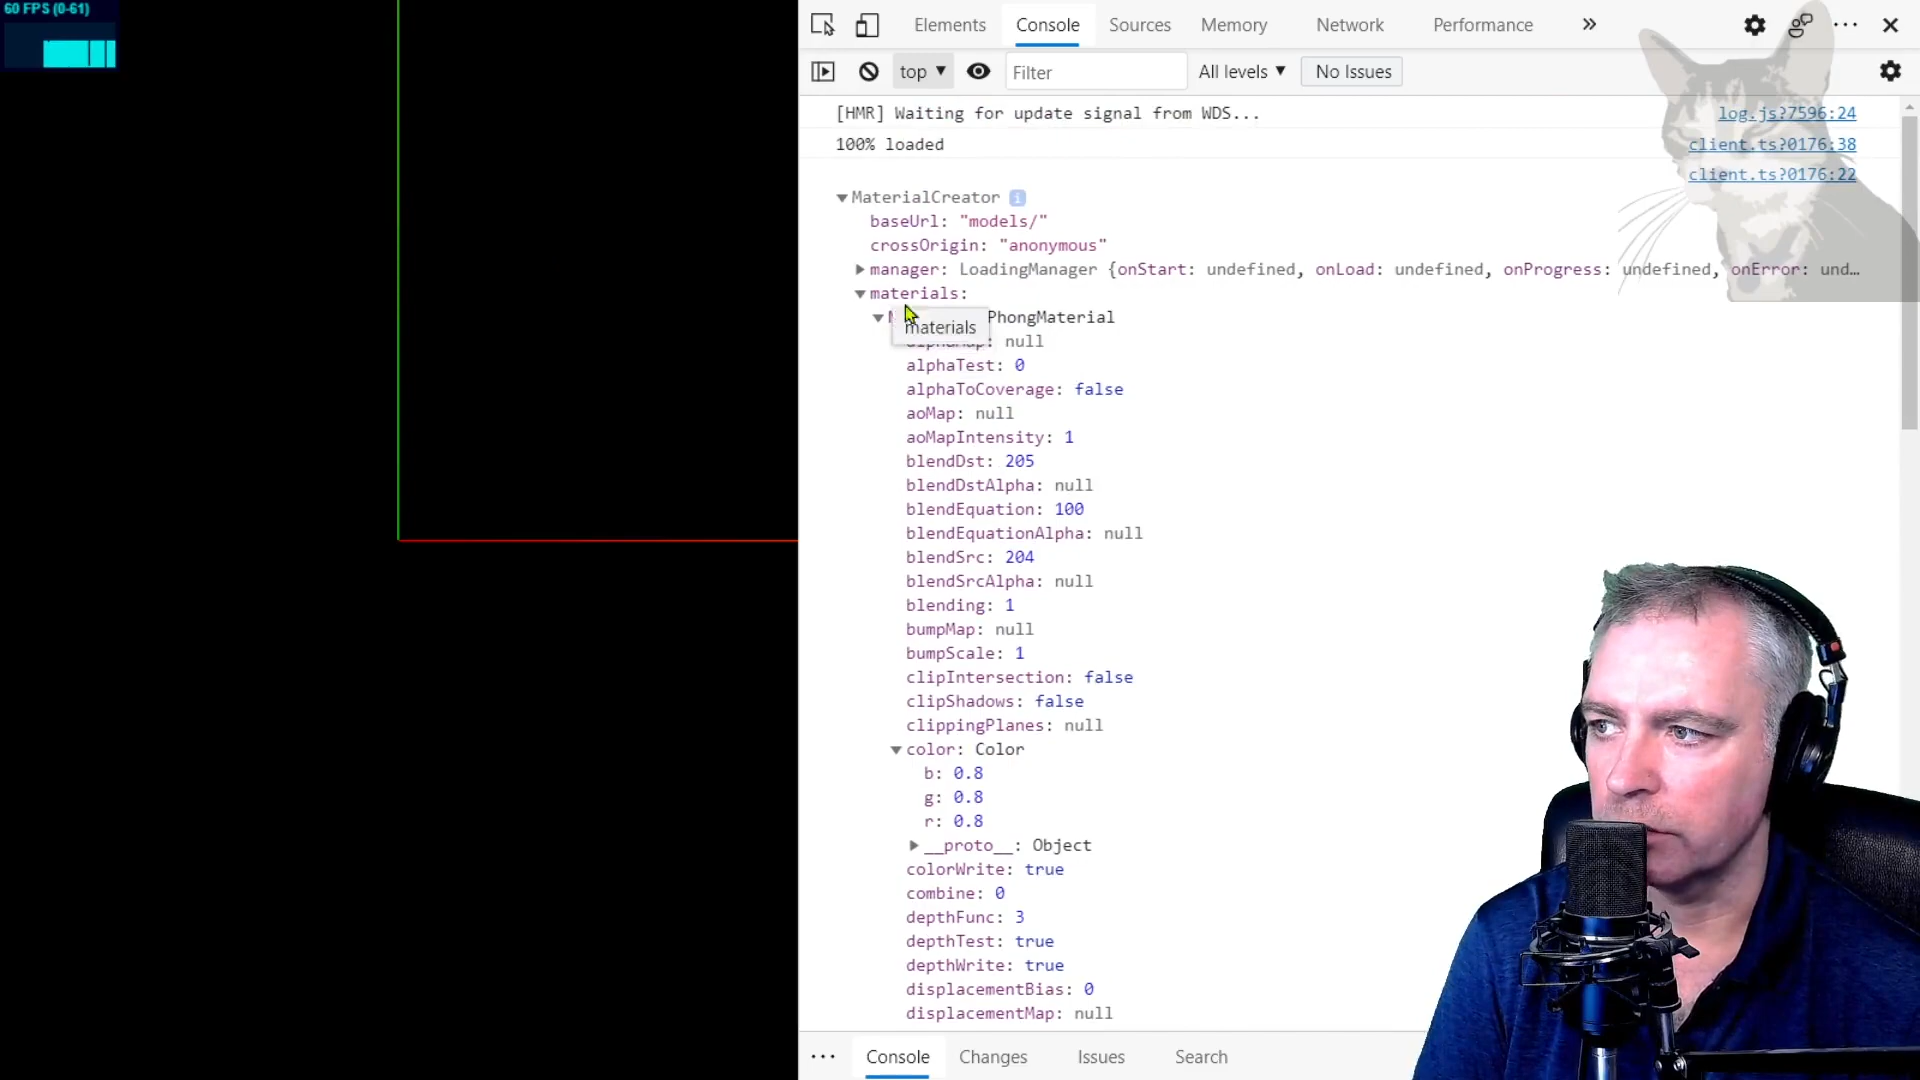 60 FPS (0-61)
Elements Console Sources Memory Network Performance
top Filter All levels No Issues
[HMR] Waiting for update signal from WDS... log.js?7596:24
100% loaded client.ts?0176:38
client.ts?0176:22
MaterialCreator i
baseUrl: "models/"
crossOrigin: "anonymous"
manager: LoadingManager {onStart: undefined, onLoad: undefined, onProgress: undefined, onError: und…
materials:
PhongMaterial
materials
null
alphaTest: 0
alphaToCoverage: false
aoMap: null
aoMapIntensity: 1
blendDst: 205
blendDstAlpha: null
blendEquation: 100
blendEquationAlpha: null
blendSrc: 204
blendSrcAlpha: null
blending: 1
bumpMap: null
bumpScale: 1
clipIntersection: false
clipShadows: false
clippingPlanes: null
color: Color
b: 0.8
g: 0.8
r: 0.8
__proto__: Object
colorWrite: true
combine: 0
depthFunc: 3
depthTest: true
depthWrite: true
displacementBias: 0
displacementMap: null
Console Changes Issues Search